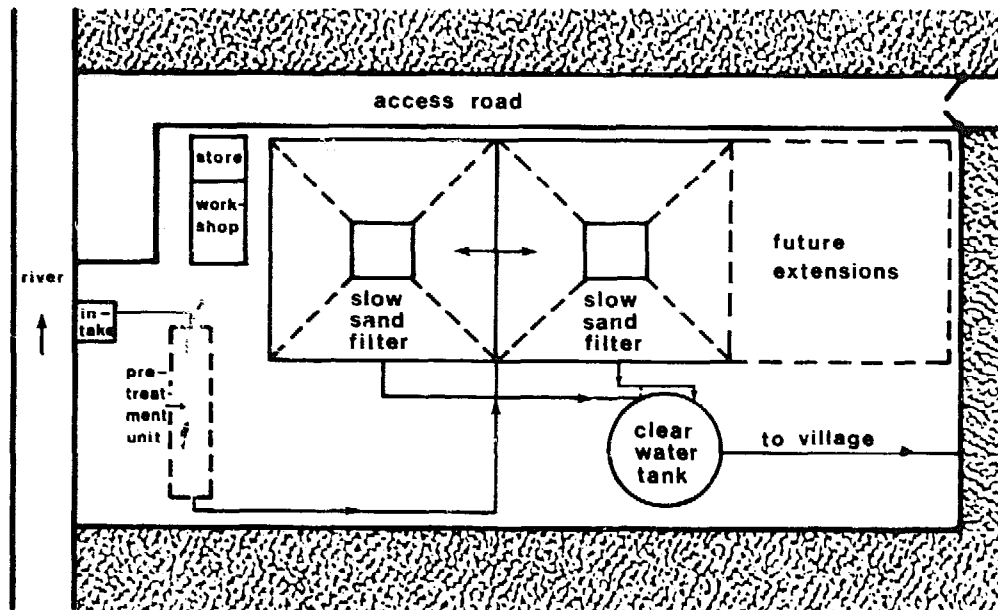 access road
store
work-
shop
river
in-
take
pre-
treat-
ment
unit
slow
sand
filter
slow
sand
filter
future
extensions
clear
water
tank
to village